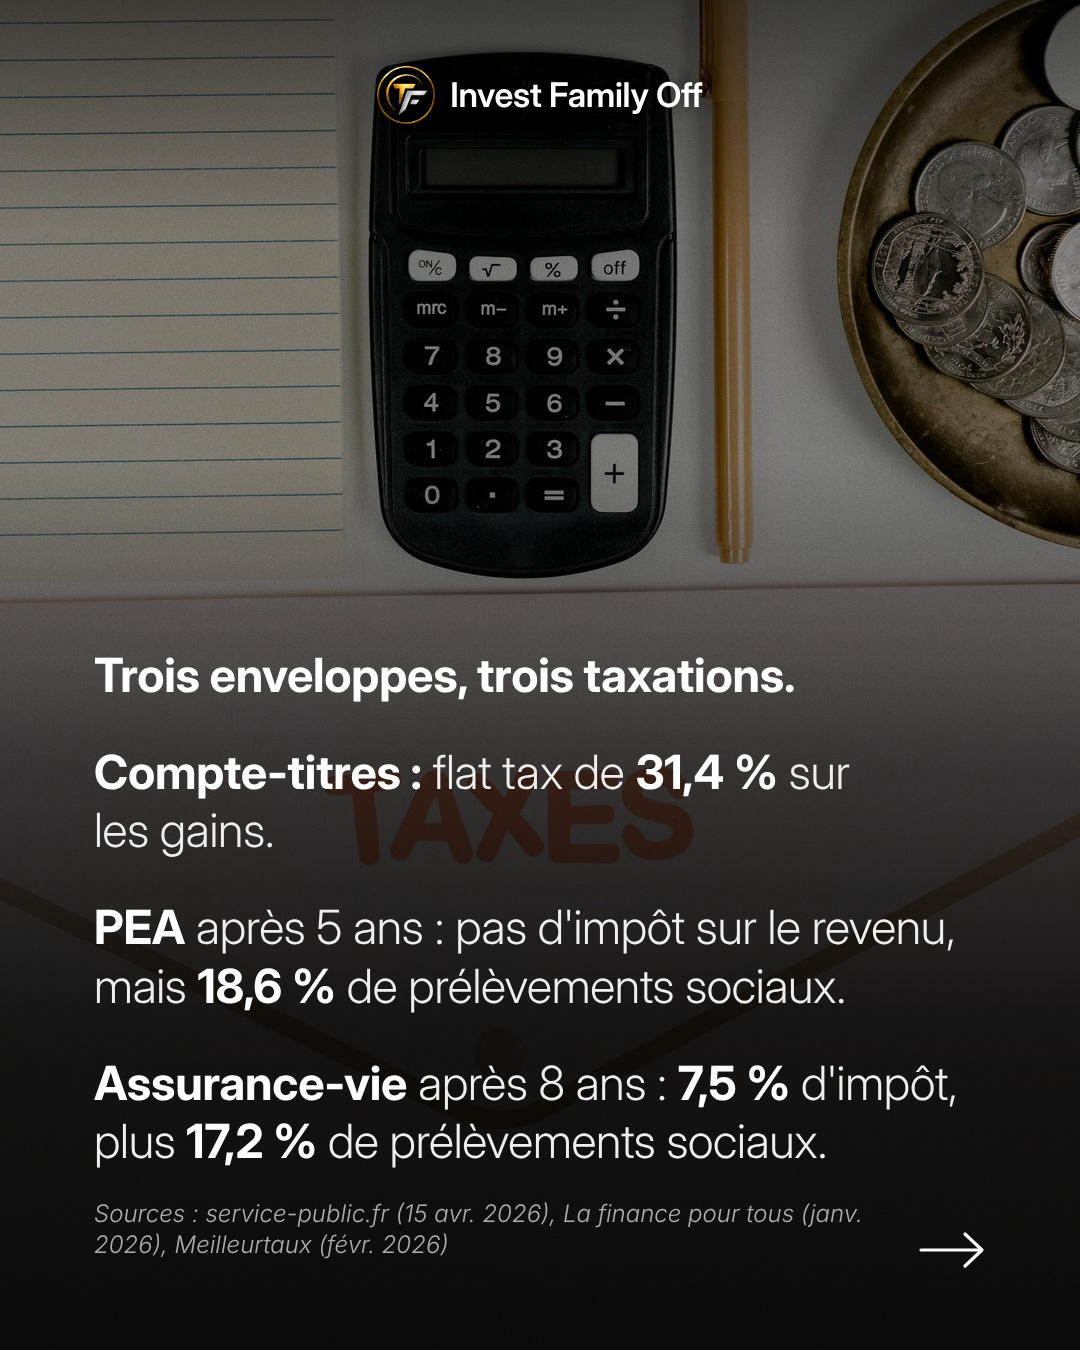 Invest Family Off
ON/C √ % off
mrc m− m+ ÷
7 8 9 ×
4 5 6 −
1 2 3
+
0 . =
Trois enveloppes, trois taxations.
TAXES
Compte-titres : flat tax de 31,4 % sur
les gains.
PEA après 5 ans : pas d'impôt sur le revenu,
mais 18,6 % de prélèvements sociaux.
Assurance-vie après 8 ans : 7,5 % d'impôt,
plus 17,2 % de prélèvements sociaux.
Sources : service-public.fr (15 avr. 2026), La finance pour tous (janv.
2026), Meilleurtaux (févr. 2026)